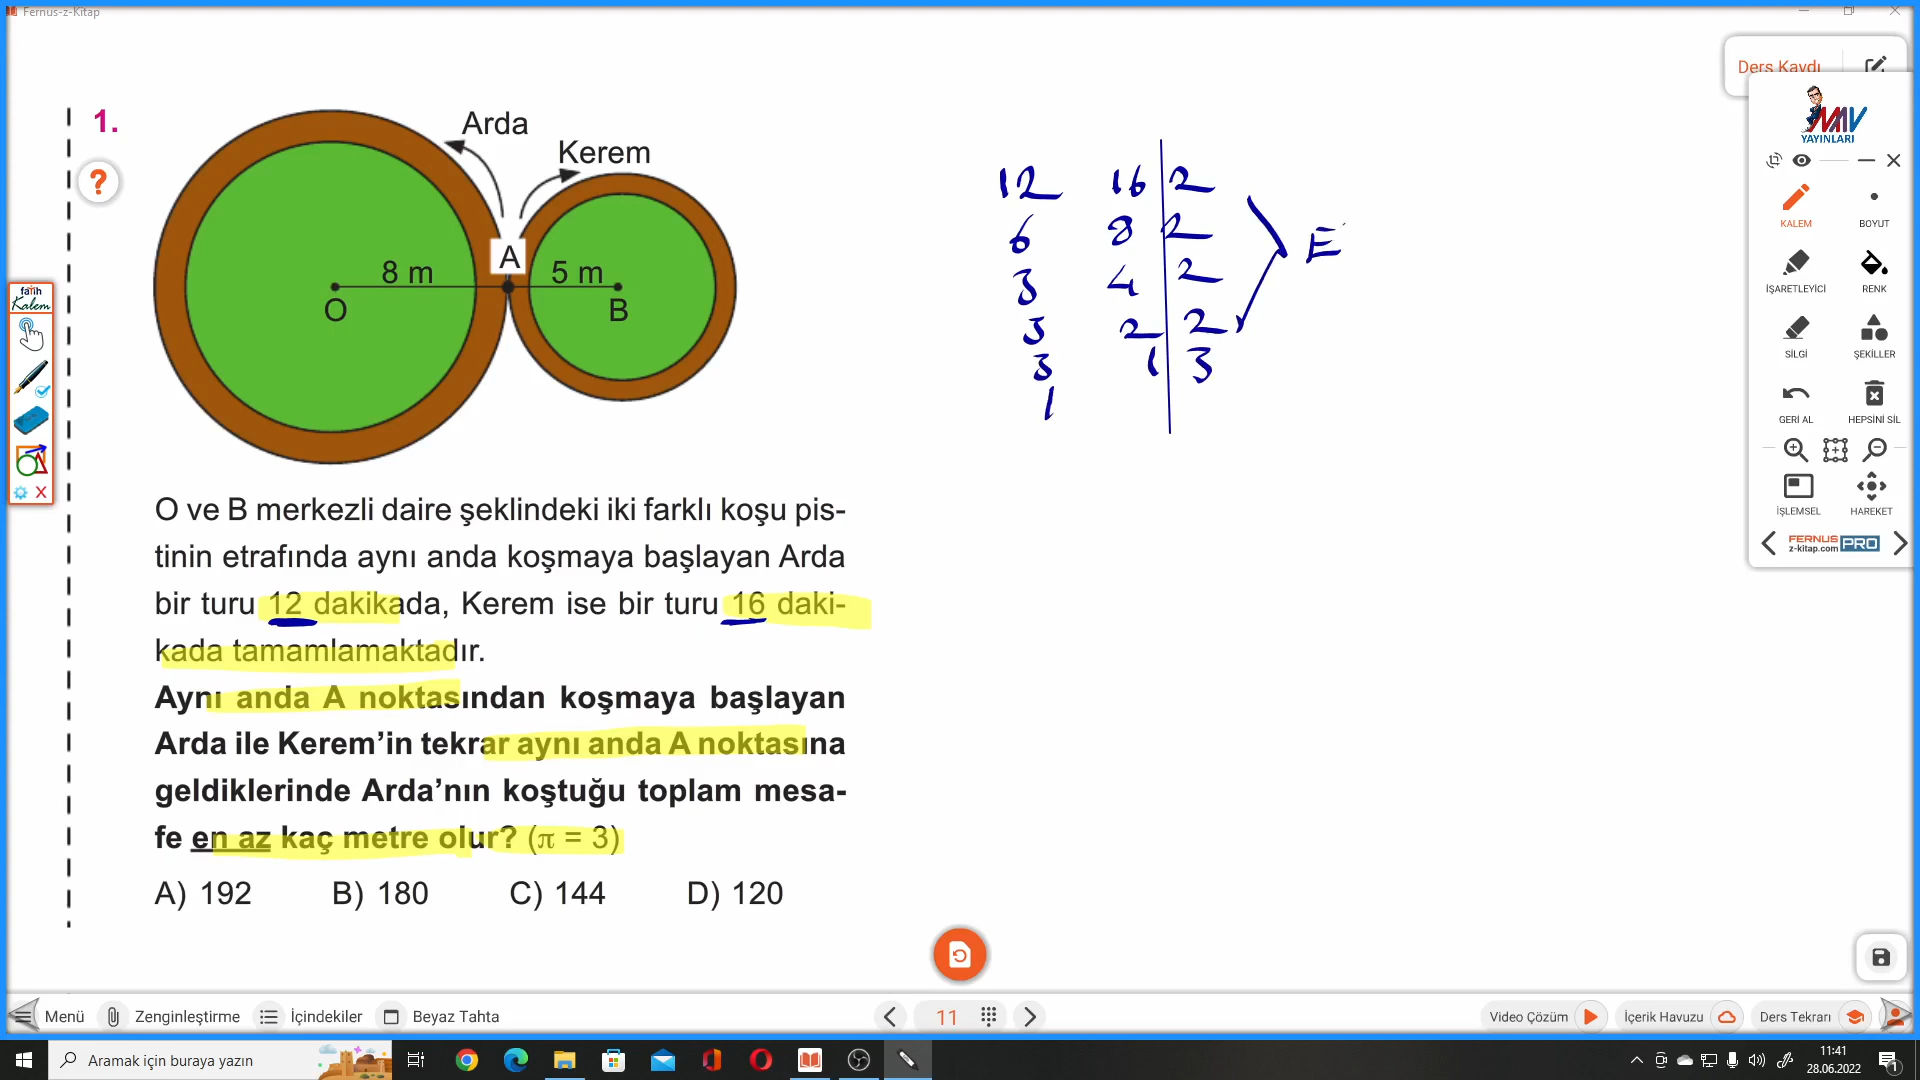 Fernus-z-Kitap
Ders Kaydı
1.
Arda
Kerem
A
8 m
5 m
O
B
12 16 2
6 8 2
3 4 2
3 2 2
3 1 3
1
E
MAV
YAYINLARI
KALEM
BOYUT
İŞARETLEYİCİ
RENK
SİLGİ
ŞEKİLLER
GERİ AL
HEPSİNİ SİL
İŞLEMSEL
HAREKET
FERNUS
z-kitap.com
PRO
fatih
Kalem
O ve B merkezli daire şeklindeki iki farklı koşu pis-
tinin etrafında aynı anda koşmaya başlayan Arda
bir turu 12 dakikada, Kerem ise bir turu 16 daki-
kada tamamlamaktadır.
Aynı anda A noktasından koşmaya başlayan
Arda ile Kerem’in tekrar aynı anda A noktasına
geldiklerinde Arda’nın koştuğu toplam mesa-
fe en az kaç metre olur? (π = 3)
A) 192 B) 180 C) 144 D) 120
Menü
Zenginleştirme
İçindekiler
Beyaz Tahta
11
Video Çözüm
İçerik Havuzu
Ders Tekrarı
Aramak için buraya yazın
11:41
28.06.2022
1